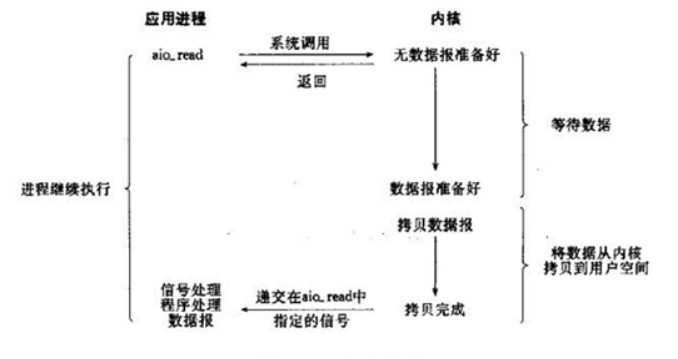 应用进程
内核
aio_read
系统调用
返回
无数据报准备好
等待数据
进程继续执行
数据报准备好
拷贝数据报
将数据从内核
拷贝到用户空间
信号处理
程序处理
数据报
递交在aio_read中
指定的信号
拷贝完成